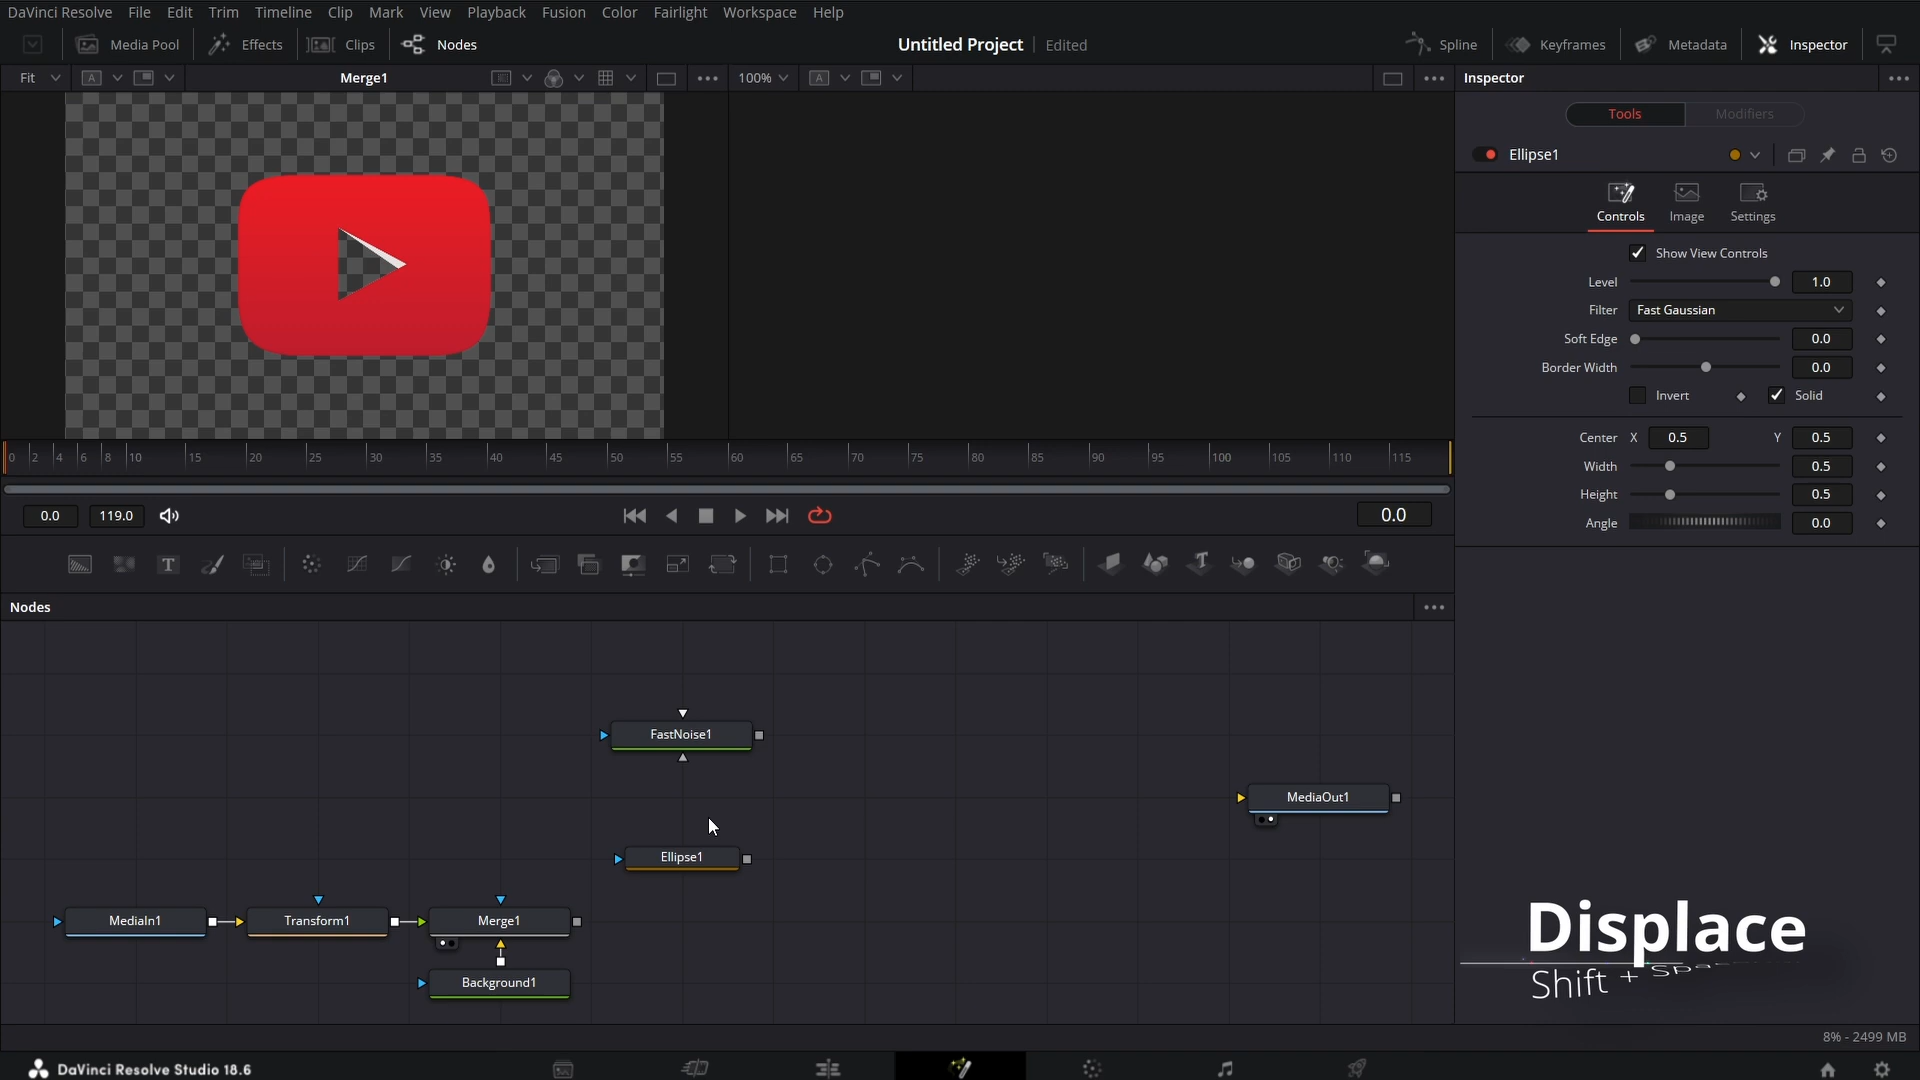 DaVinci Resolve File Edit Trim Timeline Clip Mark View Playback Fusion Color Fairlight Workspace Help
Media Pool Effects Clips Nodes Untitled Project Edited Spline Keyframes Metadata Inspector
Fit A Merge1 100% A Inspector
Tools Modifiers
Ellipse1
Controls Image Settings
Show View Controls
Level 1.0
Filter Fast Gaussian
Soft Edge 0.0
Border Width 0.0
Invert Solid
Center X 0.5 Y 0.5
Width 0.5
Height 0.5
Angle 0.0
0 2 4 6 8 10 15 20 25 30 35 40 45 50 55 60 65 70 75 80 85 90 95 100 105 110 115
0.0 119.0 0.0
T T
Nodes
FastNoise1
MediaOut1
Ellipse1
MediaIn1 Transform1 Merge1
Background1
Displace
Shift +
8% - 2499 MB
DaVinci Resolve Studio 18.6